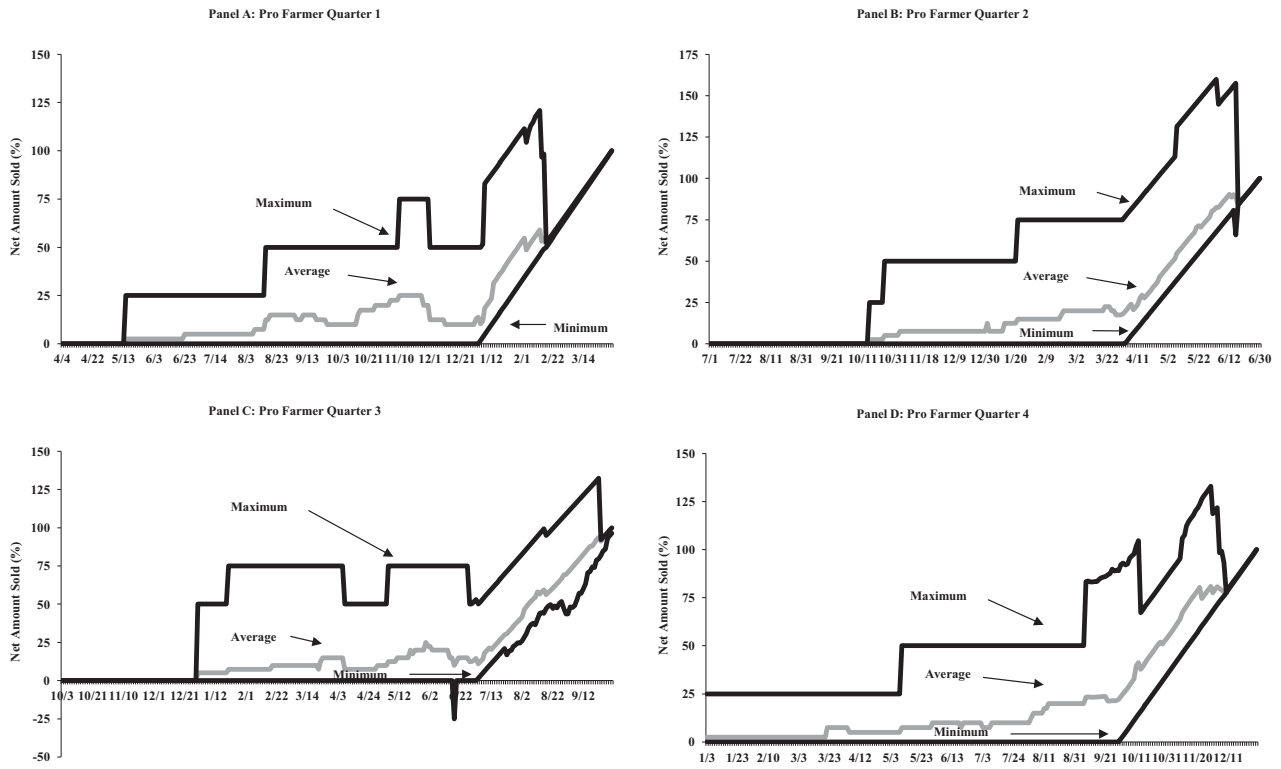 Panel A: Pro Farmer Quarter 1
Net Amount Sold (%)
150
125
100
75
50
25
0
Maximum
Average
Minimum
4/4 4/22 5/13 6/3 6/23 7/14 8/3 8/23 9/13 10/3 10/21 11/10 12/1 12/21 1/12 2/1 2/22 3/14
Panel B: Pro Farmer Quarter 2
Net Amount Sold (%)
175
150
125
100
75
50
25
0
Maximum
Average
Minimum
7/1 7/22 8/11 8/31 9/21 10/11 10/31 11/18 12/9 12/30 1/20 2/9 3/2 3/22 4/11 5/2 5/22 6/12 6/30
Panel C: Pro Farmer Quarter 3
Net Amount Sold (%)
150
125
100
75
50
25
0
-25
-50
Maximum
Average
Minimum
10/3 10/21 11/10 12/1 12/21 1/12 2/1 2/22 3/14 4/3 4/24 5/12 6/2 6/22 7/13 8/2 8/22 9/12
Panel D: Pro Farmer Quarter 4
Net Amount Sold (%)
150
125
100
75
50
25
0
Maximum
Average
Minimum
1/3 1/23 2/10 3/3 3/23 4/12 5/3 5/23 6/13 7/3 7/24 8/11 8/31 9/21 10/11 10/31 11/20 12/11